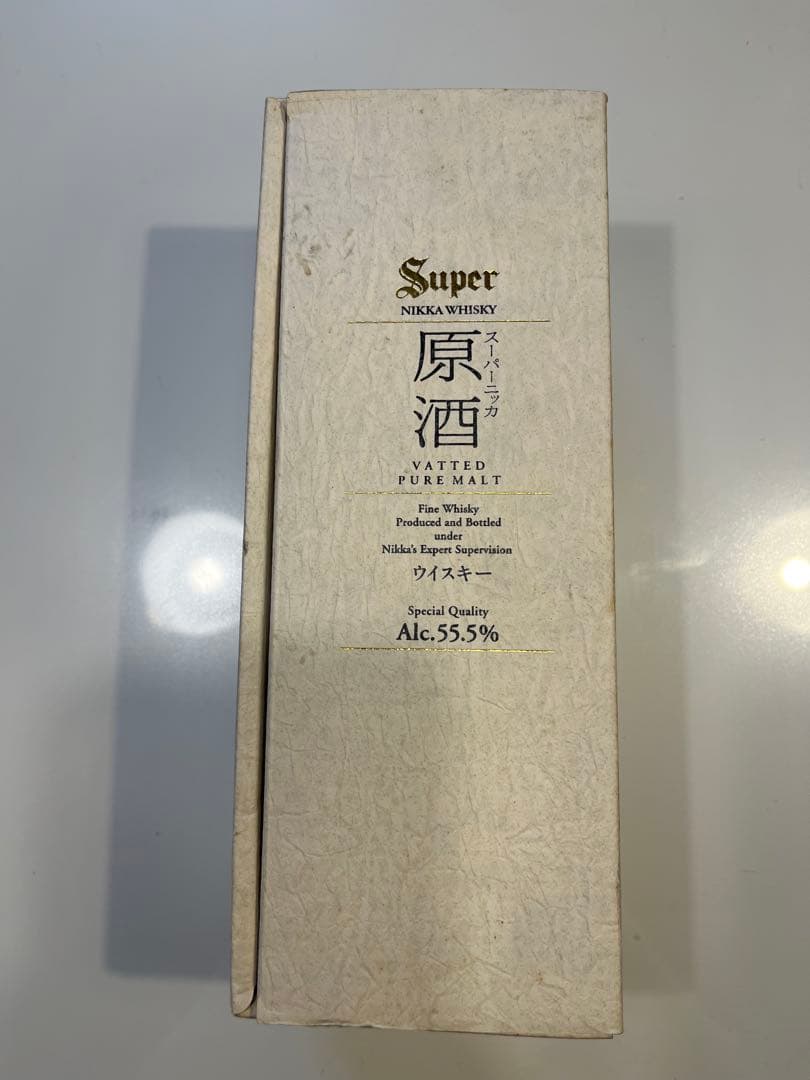 Super
NIKKA WHISKY
スーパーニッカ
原酒
VATTED
PURE MALT
Fine Whisky
Produced and Bottled
under
Nikka's Expert Supervision
ウイスキー
Special Quality
Alc.55.5%